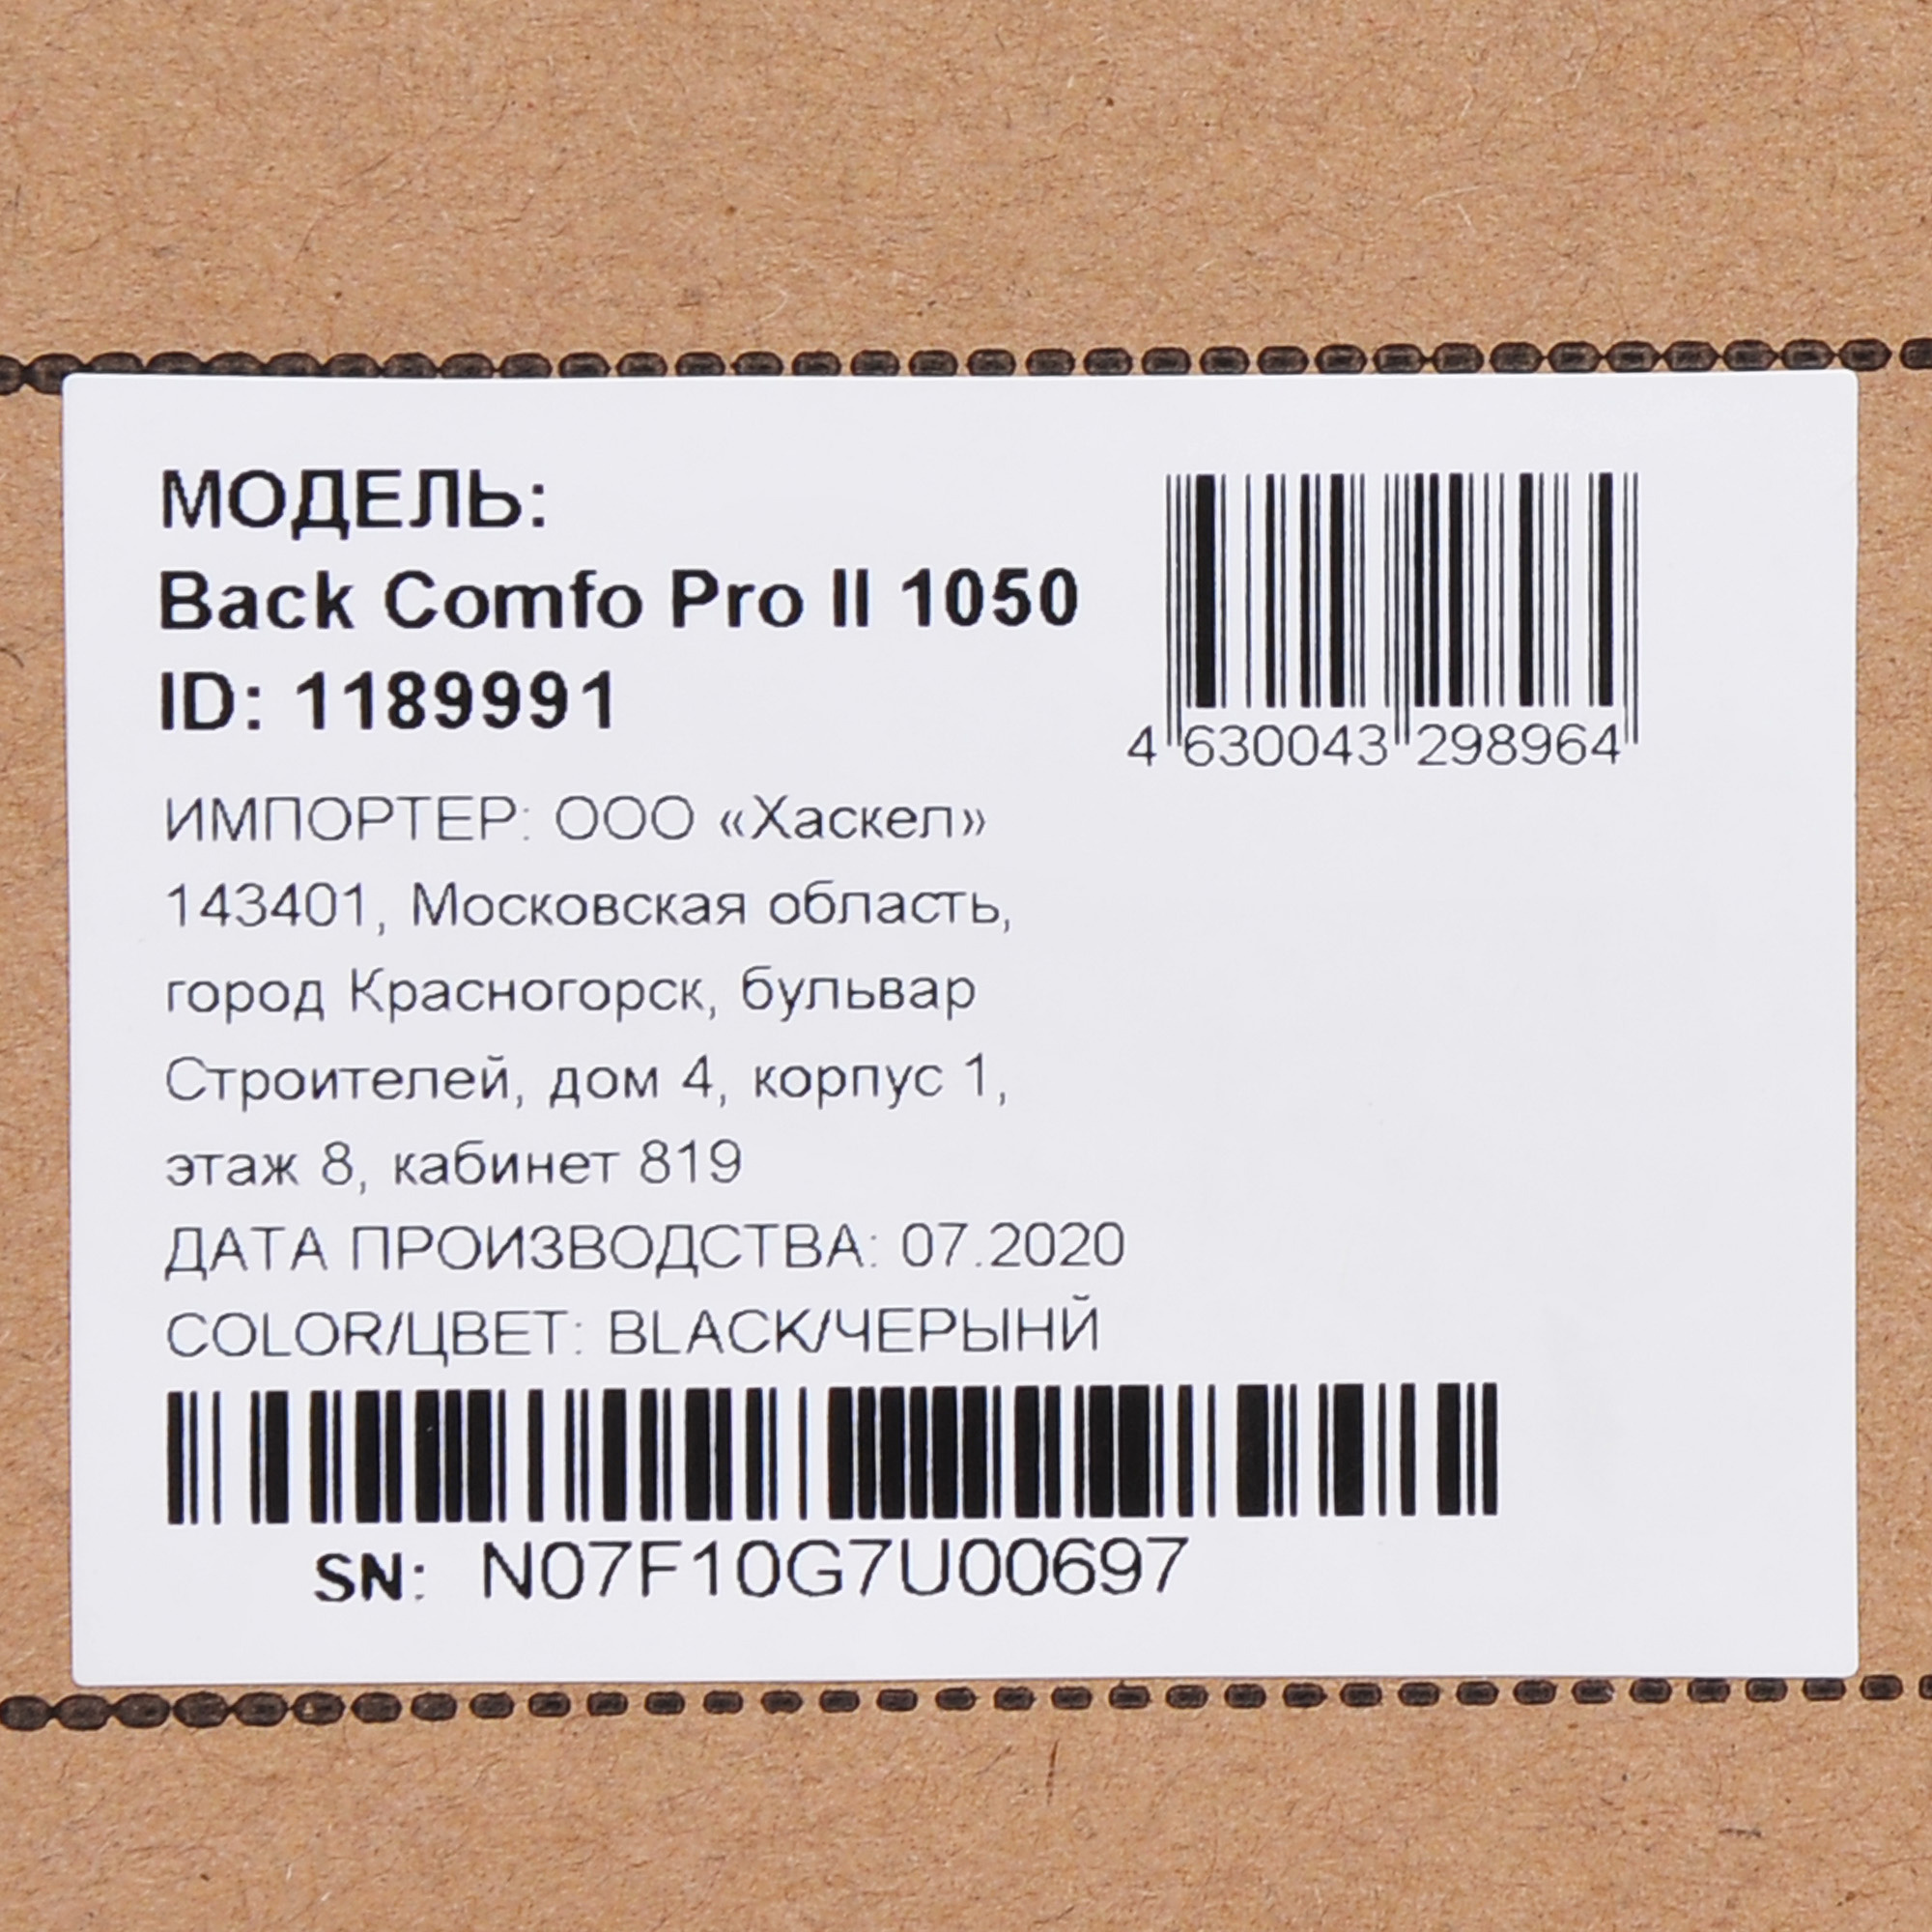 МОДЕЛЬ:
Back Comfo Pro II 1050
ID: 1189991
4 630043 298964
ИМПОРТЕР: ООО «Хаскел»
143401, Московская область,
город Красногорск, бульвар
Строителей, дом 4, корпус 1,
этаж 8, кабинет 819
ДАТА ПРОИЗВОДСТВА: 07.2020
COLOR/ЦВЕТ: BLACK/ЧЕРЫНЙ
SN: N07F10G7U00697